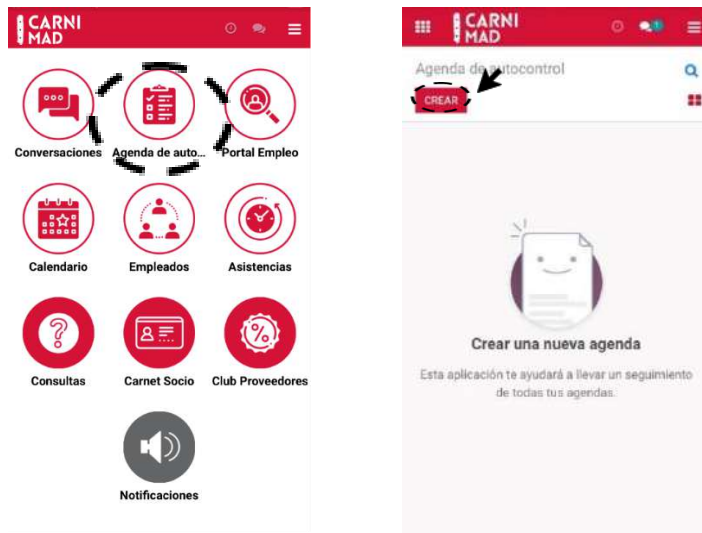 CARNI
MAD
Conversaciones Agenda de auto... Portal Empleo
Calendario Empleados Asistencias
Consultas Carnet Socio Club Proveedores
Notificaciones
CARNI
MAD
1
Agenda de autocontrol
CREAR
Crear una nueva agenda
Esta aplicación te ayudará a llevar un seguimiento
de todas tus agendas.